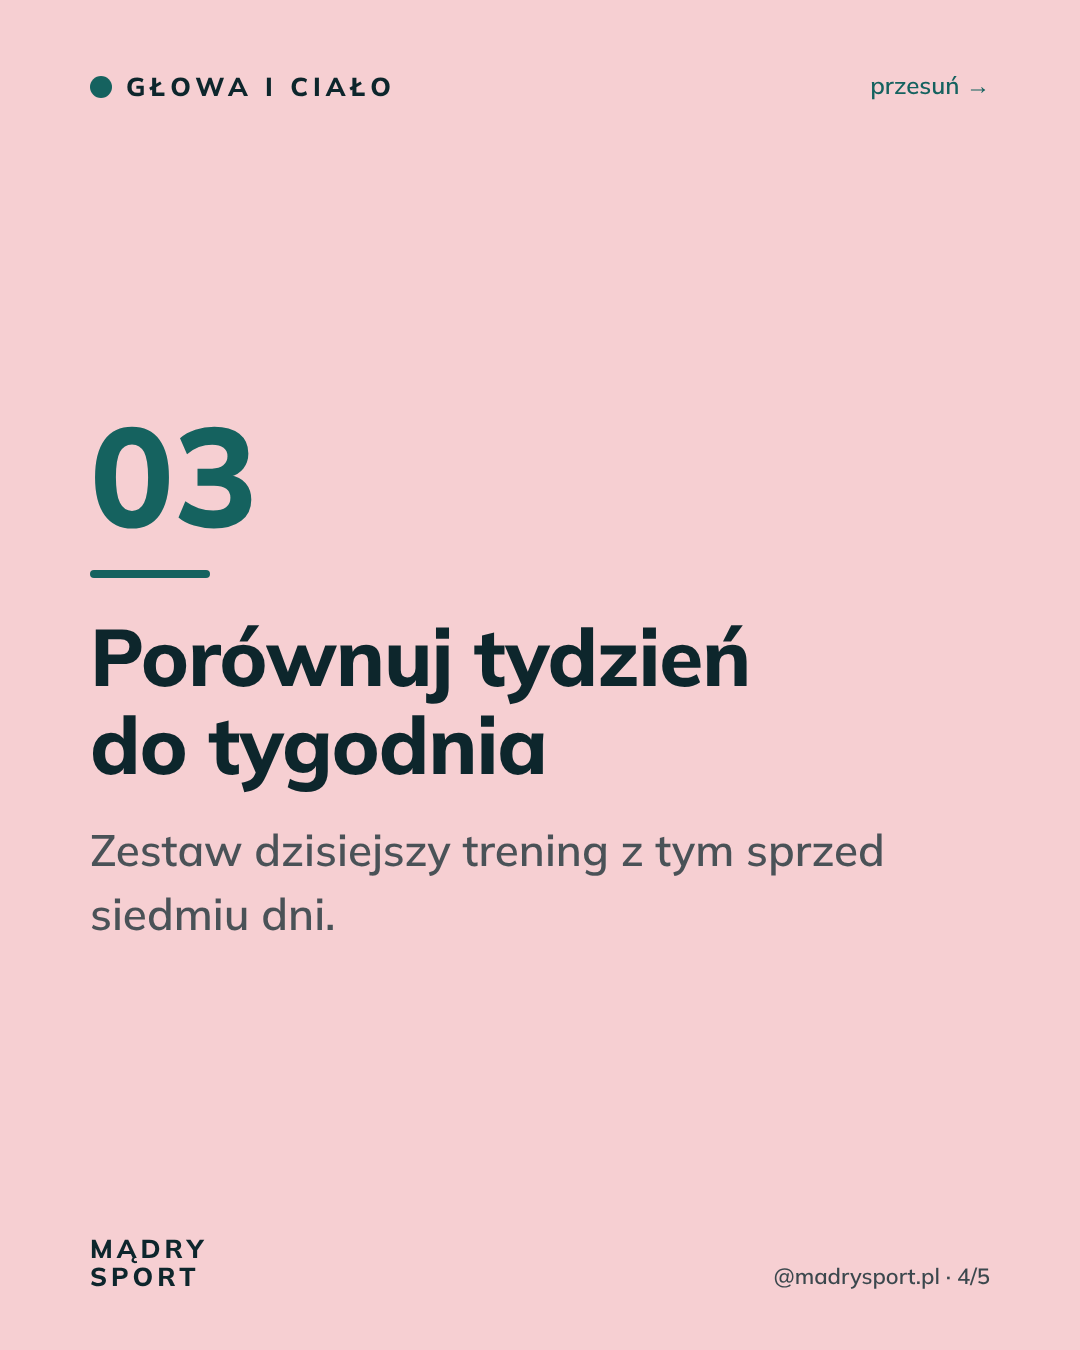 GŁOWA I CIAŁO
przesuń →
03
Porównuj tydzień
do tygodnia
Zestaw dzisiejszy trening z tym sprzed
siedmiu dni.
MĄDRY
SPORT
@madrysport.pl · 4/5